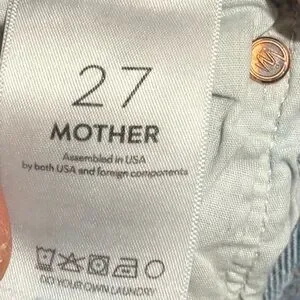 27
MOTHER
Assembled in USA
by both USA and foreign components
DO YOUR OWN LAUNDRY